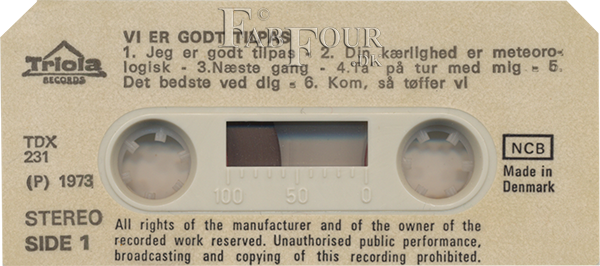 VI ER GODT TILPAS
FAB FOUR
DK
1. Jeg er godt tilpas - 2. Din kærlighed er meteoro-
logisk - 3.Næste gang - 4.Ta' på tur med mig - 5.
Det bedste ved dig - 6. Kom, så tøffer vi
Triola
RECORDS
TDX
231
NCB
(P) 1973
Made in
Denmark
100 50 0
STEREO
SIDE 1
All rights of the manufacturer and of the owner of the
recorded work reserved. Unauthorised public performance,
broadcasting and copying of this recording prohibited.